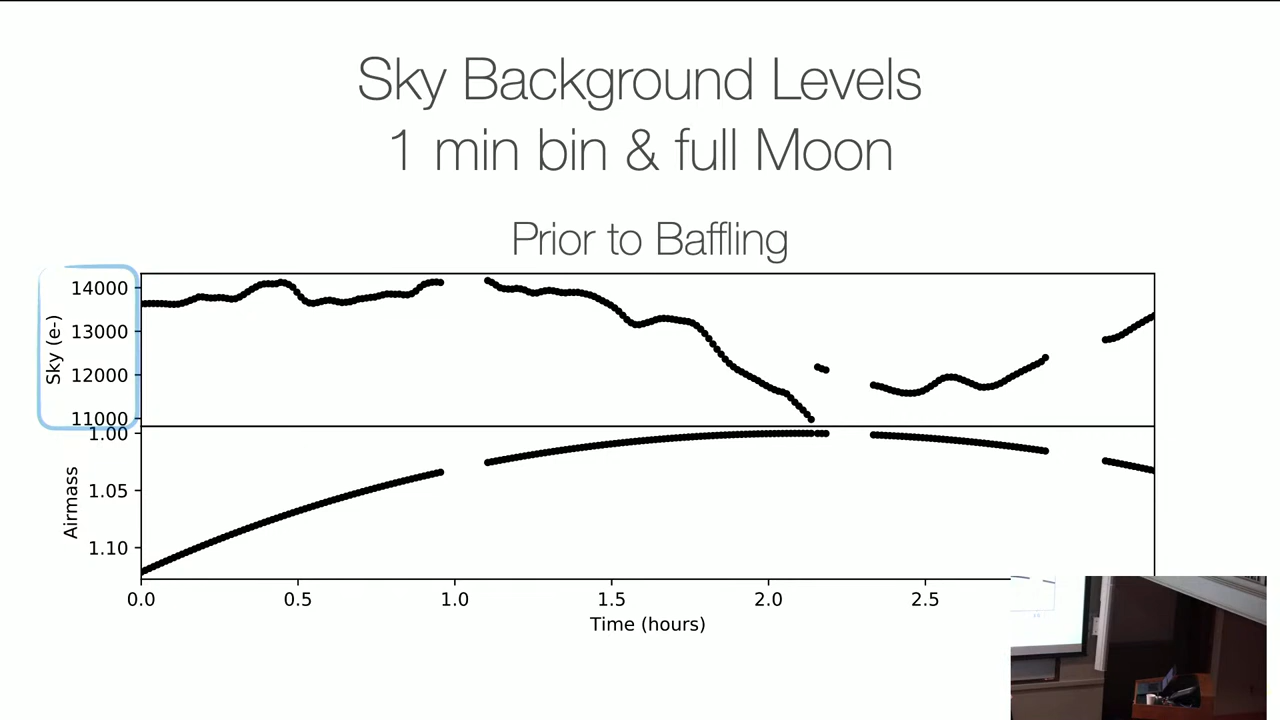 Sky Background Levels
1 min bin & full Moon
Prior to Baffling
14000
13000
12000
11000
Sky (e-)
1.00
1.05
1.10
Airmass
0.0 0.5 1.0 1.5 2.0 2.5
Time (hours)